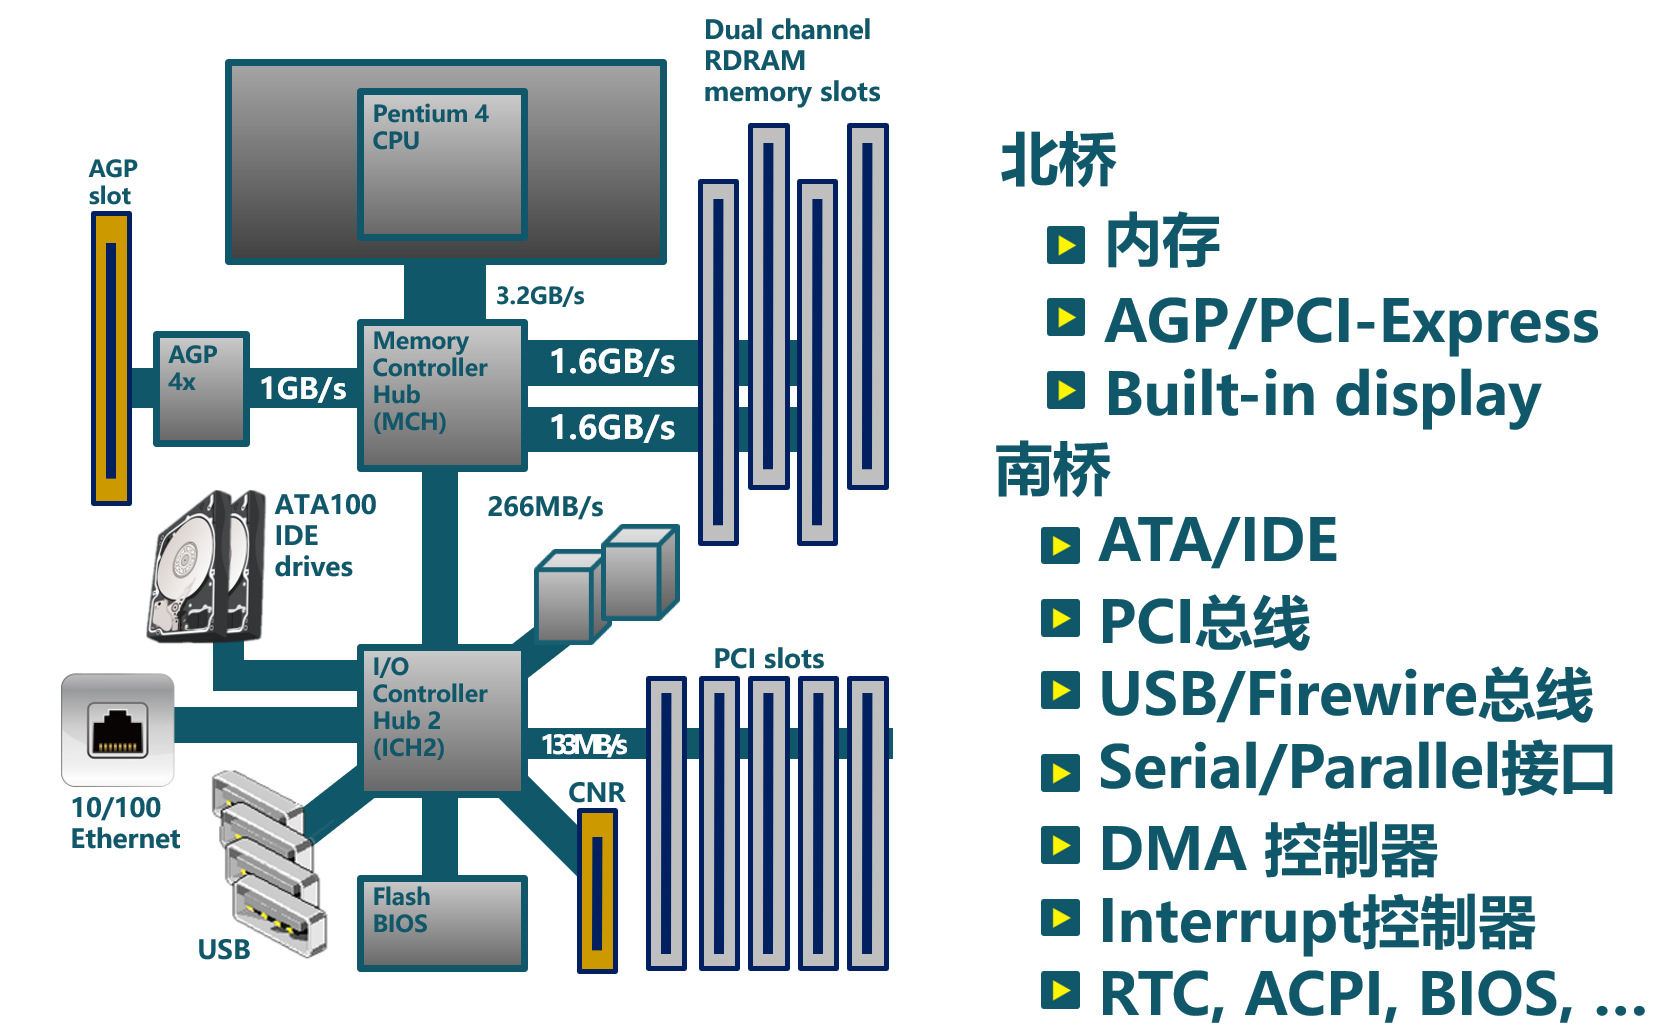 Dual channel
RDRAM
memory slots
Pentium 4
CPU
AGP
slot
3.2GB/s
AGP
4x
1GB/s
Memory
Controller
Hub
(MCH)
1.6GB/s
1.6GB/s
ATA100
IDE
drives
266MB/s
I/O
Controller
Hub 2
(ICH2)
PCI slots
133MB/s
10/100
Ethernet
CNR
USB
Flash
BIOS
北桥
内存
AGP/PCI-Express
Built-in display
南桥
ATA/IDE
PCI总线
USB/Firewire总线
Serial/Parallel接口
DMA 控制器
Interrupt控制器
RTC, ACPI, BIOS, ...